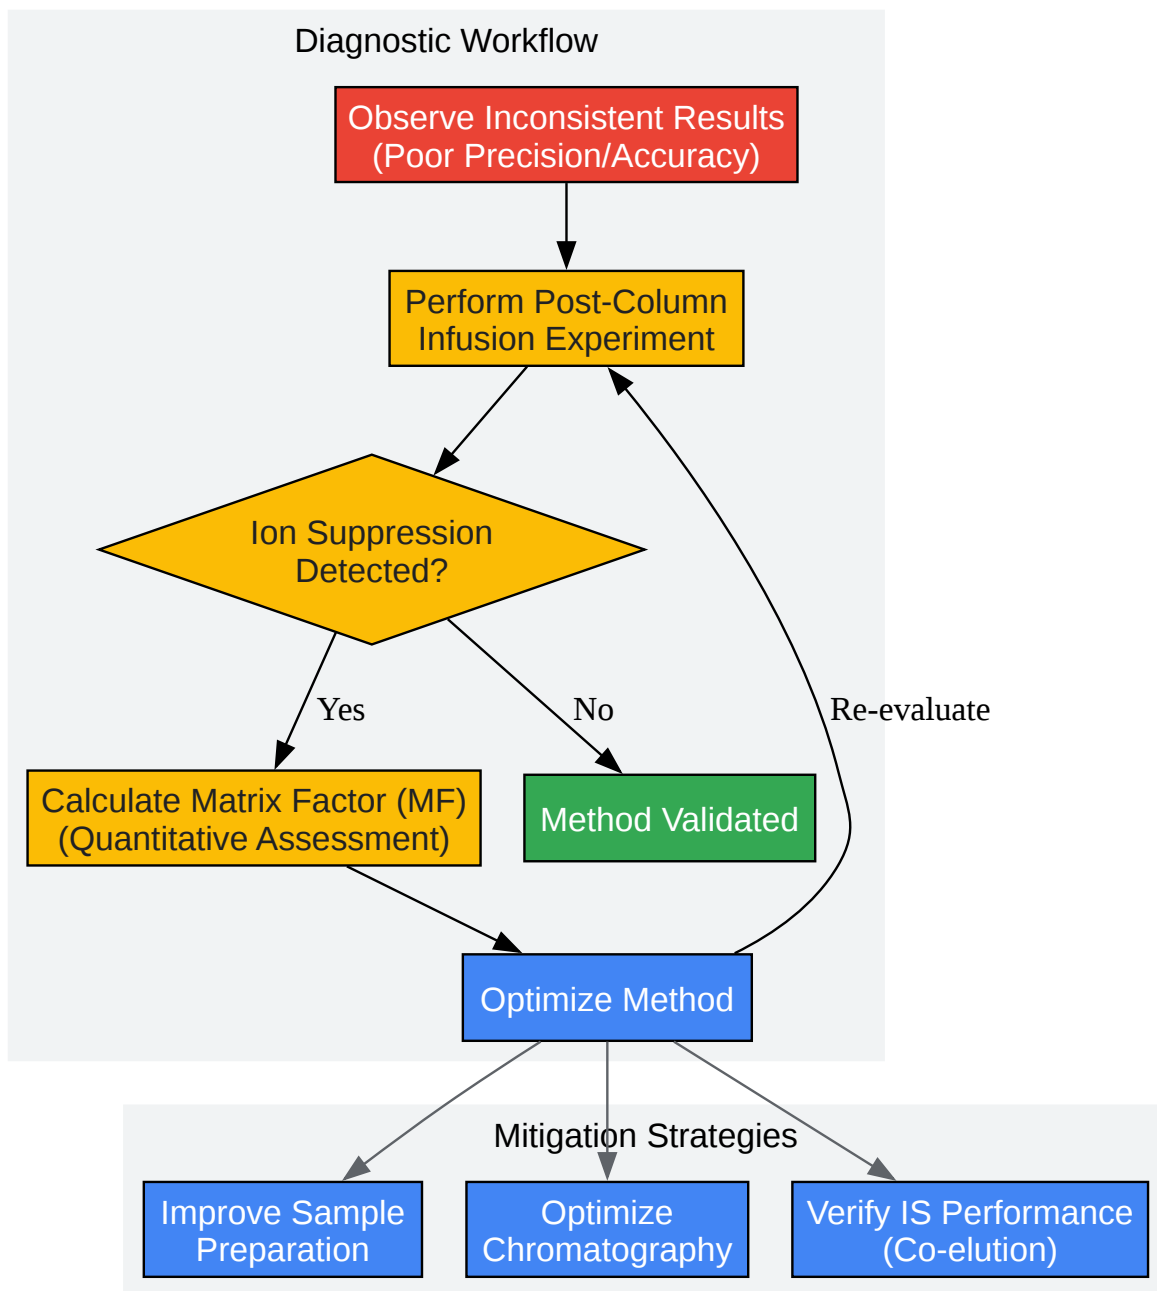 Diagnostic Workflow
Observe Inconsistent Results
(Poor Precision/Accuracy)
Perform Post-Column
Infusion Experiment
Ion Suppression
Detected?
Yes
No
Re-evaluate
Calculate Matrix Factor (MF)
(Quantitative Assessment)
Method Validated
Optimize Method
Mitigation Strategies
Improve Sample
Preparation
Optimize
Chromatography
Verify IS Performance
(Co-elution)